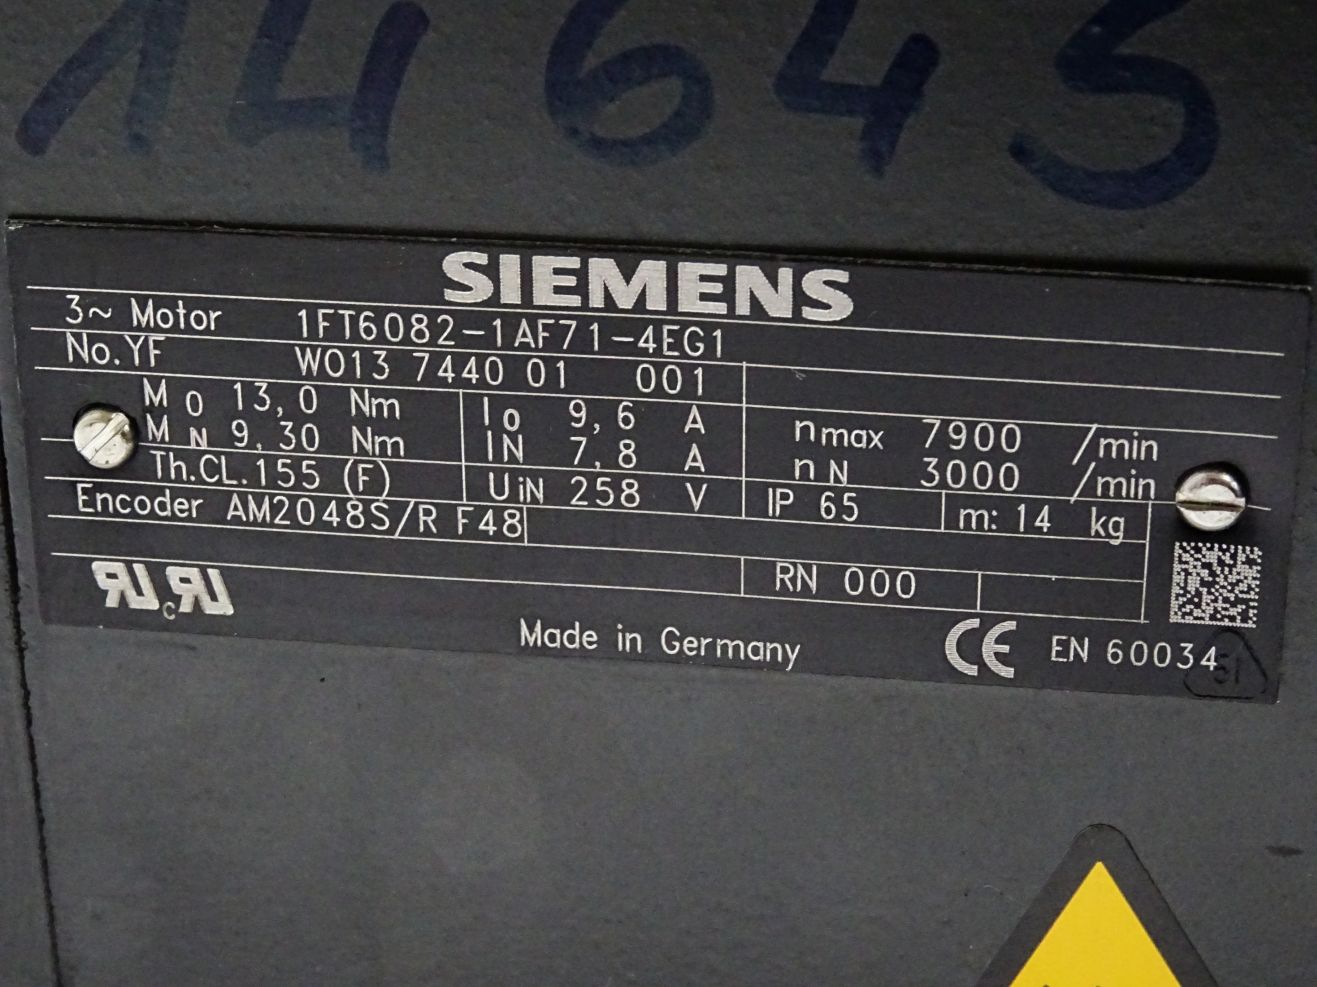 14645
SIEMENS
3~ Motor 1FT6082-1AF71-4EG1
No.YF W013 7440 01 001
M0 13,0 Nm I0 9,6 A nmax 7900 /min
MN 9,30 Nm IN 7,8 A nN 3000 /min
Th.CL.155 (F) UiN 258 V IP 65 m: 14 kg
Encoder AM2048S/R F48
RN 000
Made in Germany CE EN 60034